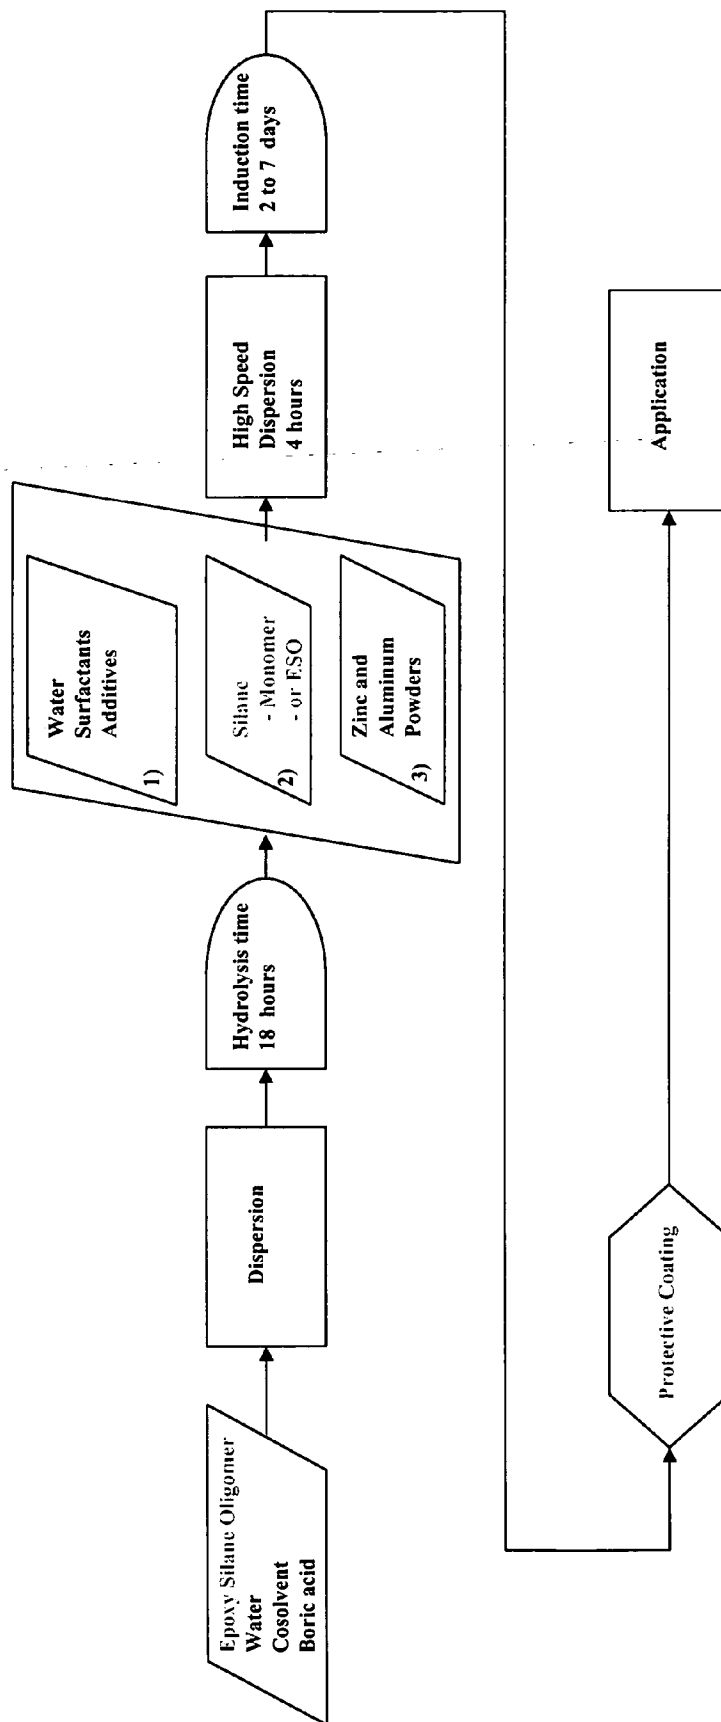 Epoxy Silane Oligomer
Water
Cosolvent
Boric acid
Dispersion
Hydrolysis time
18 hours
Water
Surfactants
Additives
1)
Silane
- Monomer
- or ESO
2)
Zinc and
Aluminum
Powders
3)
High Speed
Dispersion
4 hours
Induction time
2 to 7 days
Protective Coating
Application